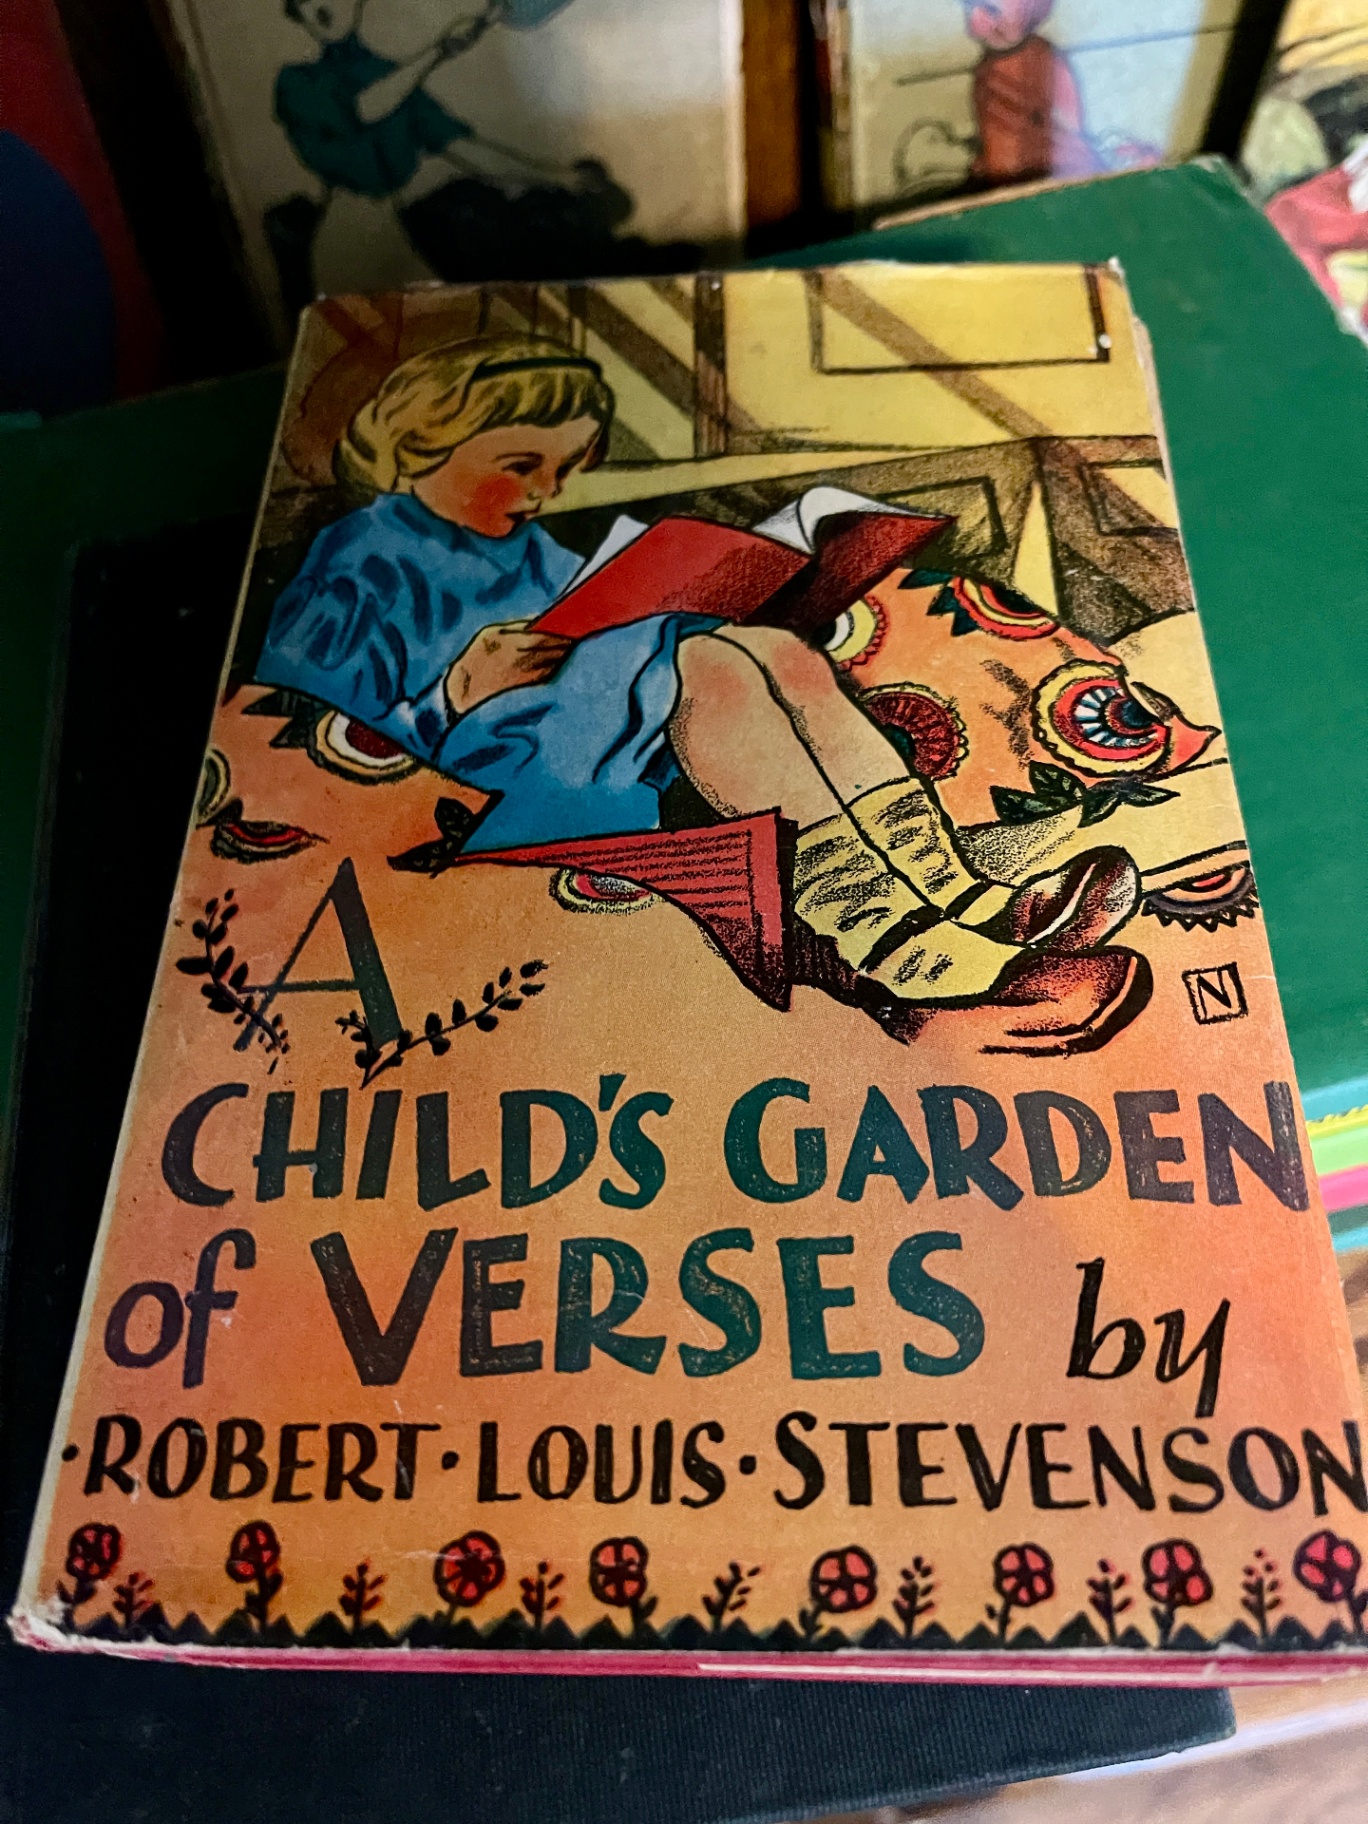 N
A
CHILD'S GARDEN
of VERSES by
·ROBERT·LOUIS·STEVENSON